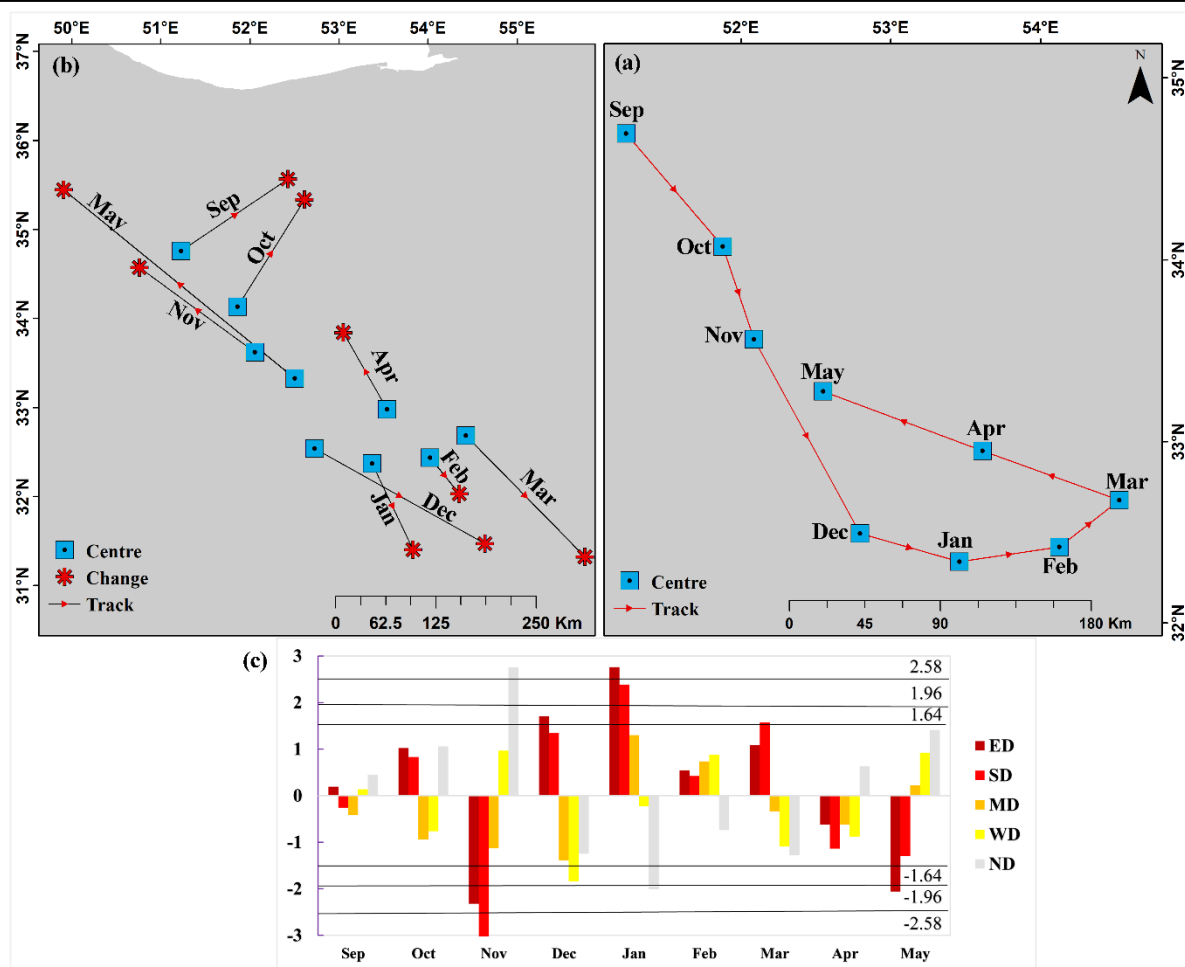 50°E 51°E 52°E 53°E 54°E 55°E
(b)
37°N
36°N
35°N
34°N
33°N
32°N
31°N
May
Sep
Oct
Nov
Apr
Feb
Mar
Dec
Jan
Centre
Change
Track
0 62.5 125 250 Km
52°E 53°E 54°E
(a)
N
35°N
34°N
33°N
32°N
Sep
Oct
Nov
May
Apr
Mar
Dec
Jan
Feb
Centre
Track
0 45 90 180 Km
(c)
3
2
1
0
-1
-2
-3
2.58
1.96
1.64
-1.64
-1.96
-2.58
ED
SD
MD
WD
ND
Sep Oct Nov Dec Jan Feb Mar Apr May